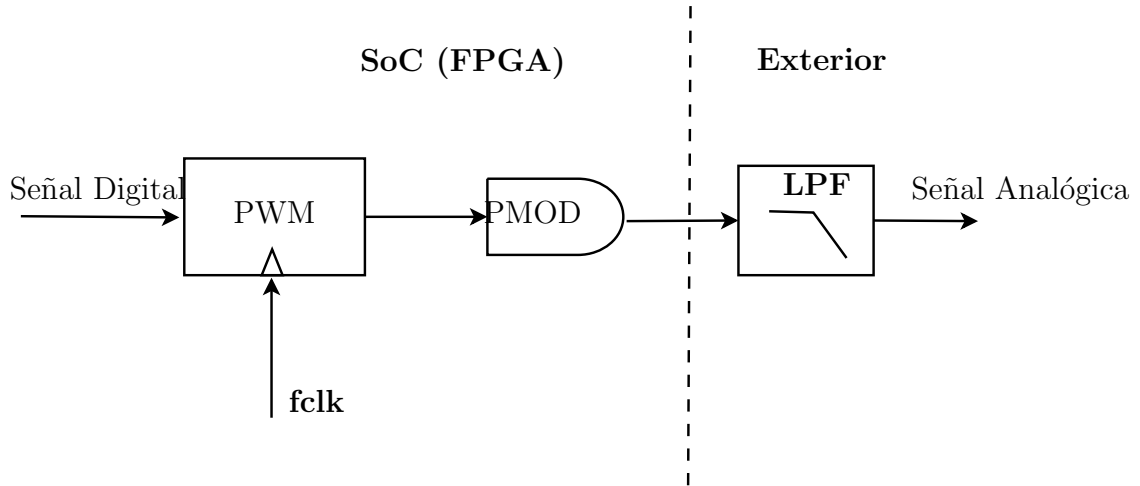 SoC (FPGA)
Exterior
Señal Digital
PWM
PMOD
LPF
Señal Analógica
fclk